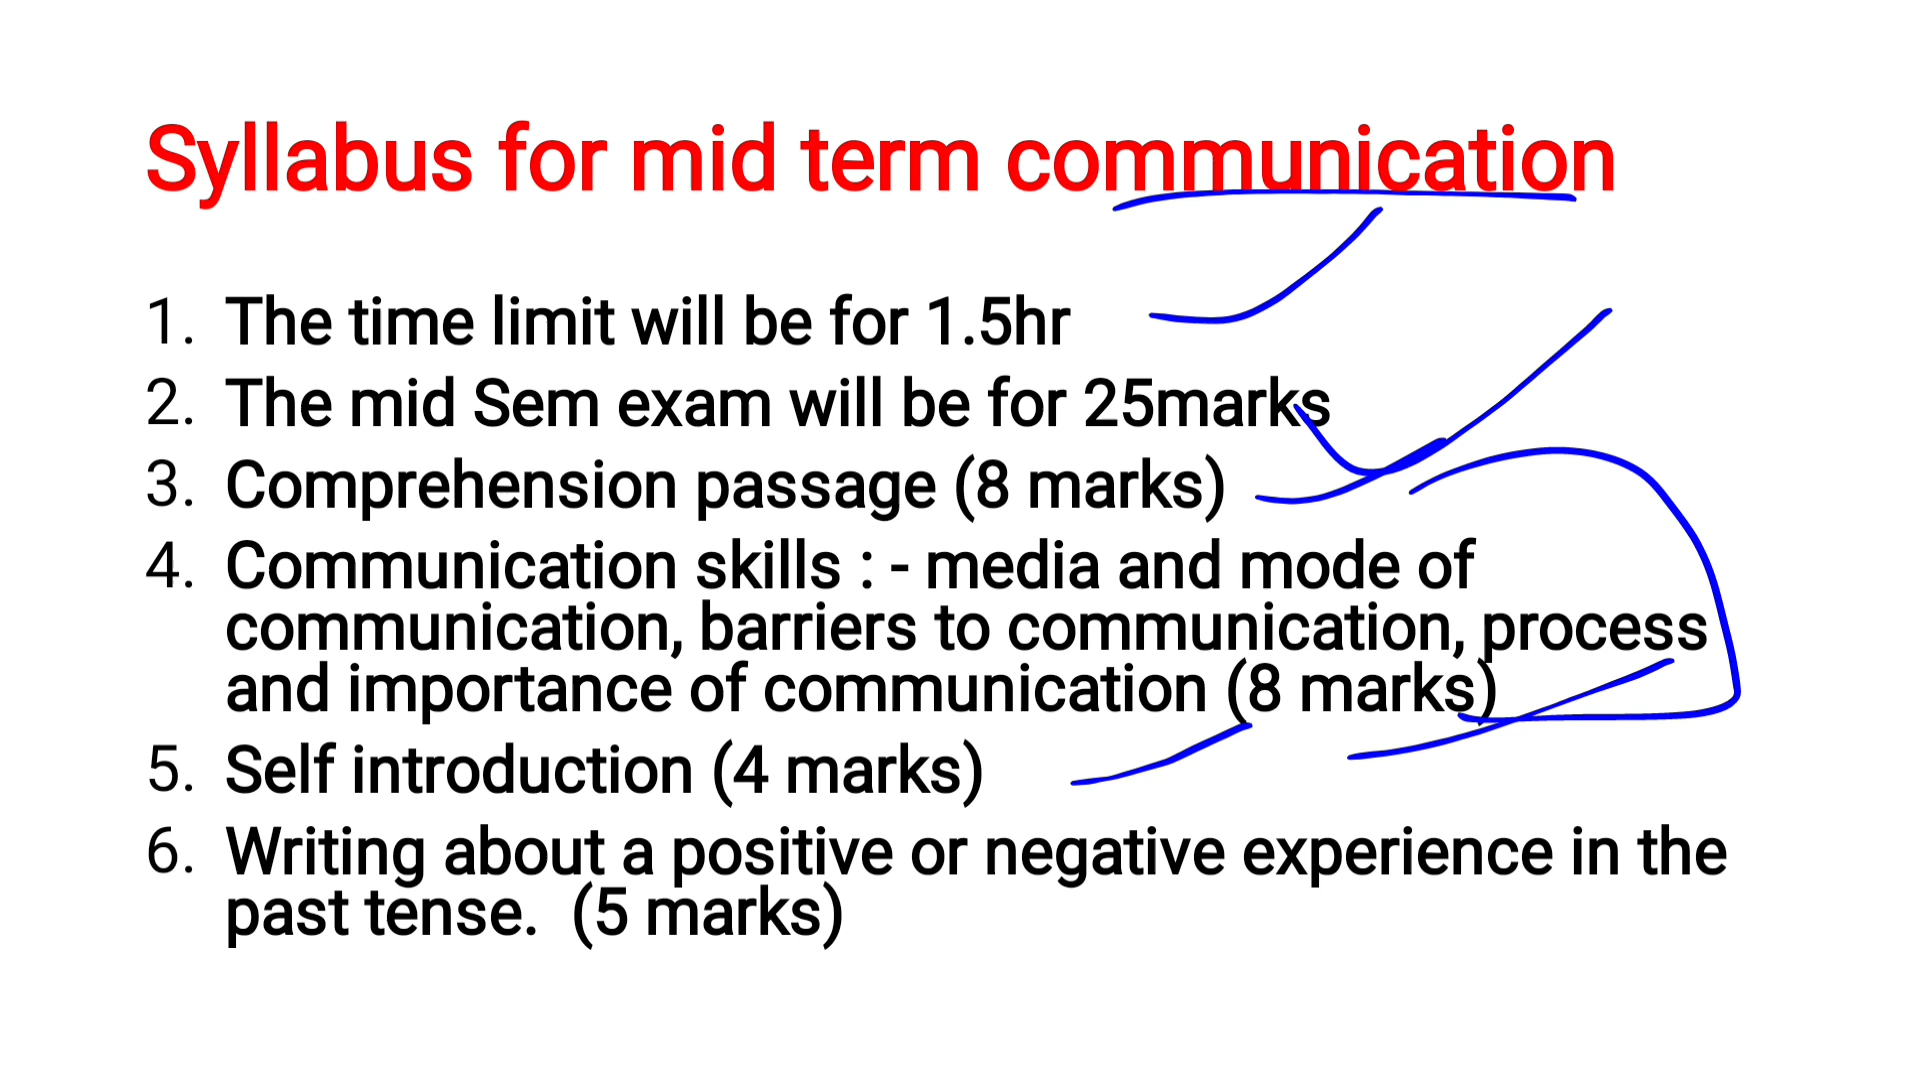 Syllabus for mid term communication
1. The time limit will be for 1.5hr
2. The mid Sem exam will be for 25marks
3. Comprehension passage (8 marks)
4. Communication skills : - media and mode of
communication, barriers to communication, process
and importance of communication (8 marks)
5. Self introduction (4 marks)
6. Writing about a positive or negative experience in the
past tense.  (5 marks)